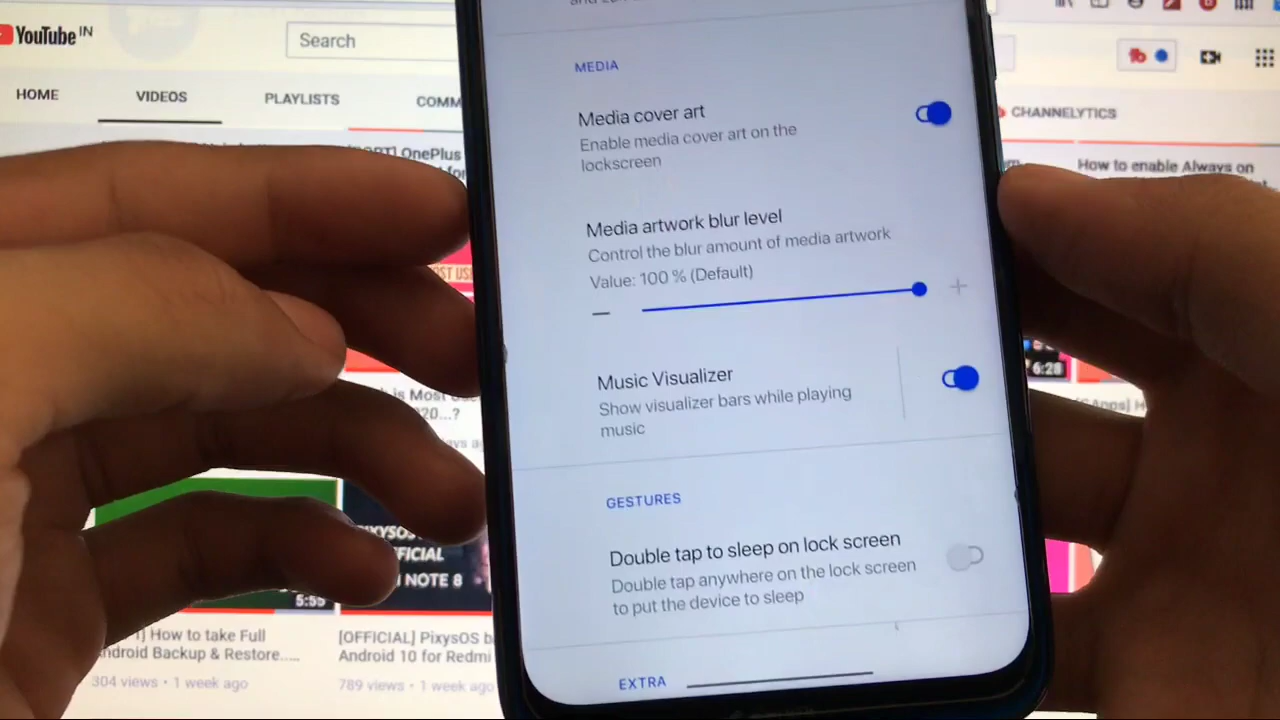 YouTube IN
Search
HOME
VIDEOS
PLAYLISTS
COMM
CHANNELYTICS
OnePlus
How to enable Always on
MEDIA
Media cover art
Enable media cover art on the
lockscreen
Media artwork blur level
Control the blur amount of media artwork
Value: 100 % (Default)
Music Visualizer
Show visualizer bars while playing
music
GESTURES
Double tap to sleep on lock screen
Double tap anywhere on the lock screen
to put the device to sleep
EXTRA
is Most
20...?
6:28
FICIAL
NOTE 8
5:55
How to take Full
ndroid Backup & Restore.....
304 views • 1 week ago
[OFFICIAL] PixysOS b
Android 10 for Redmi
789 views • 1 week ago